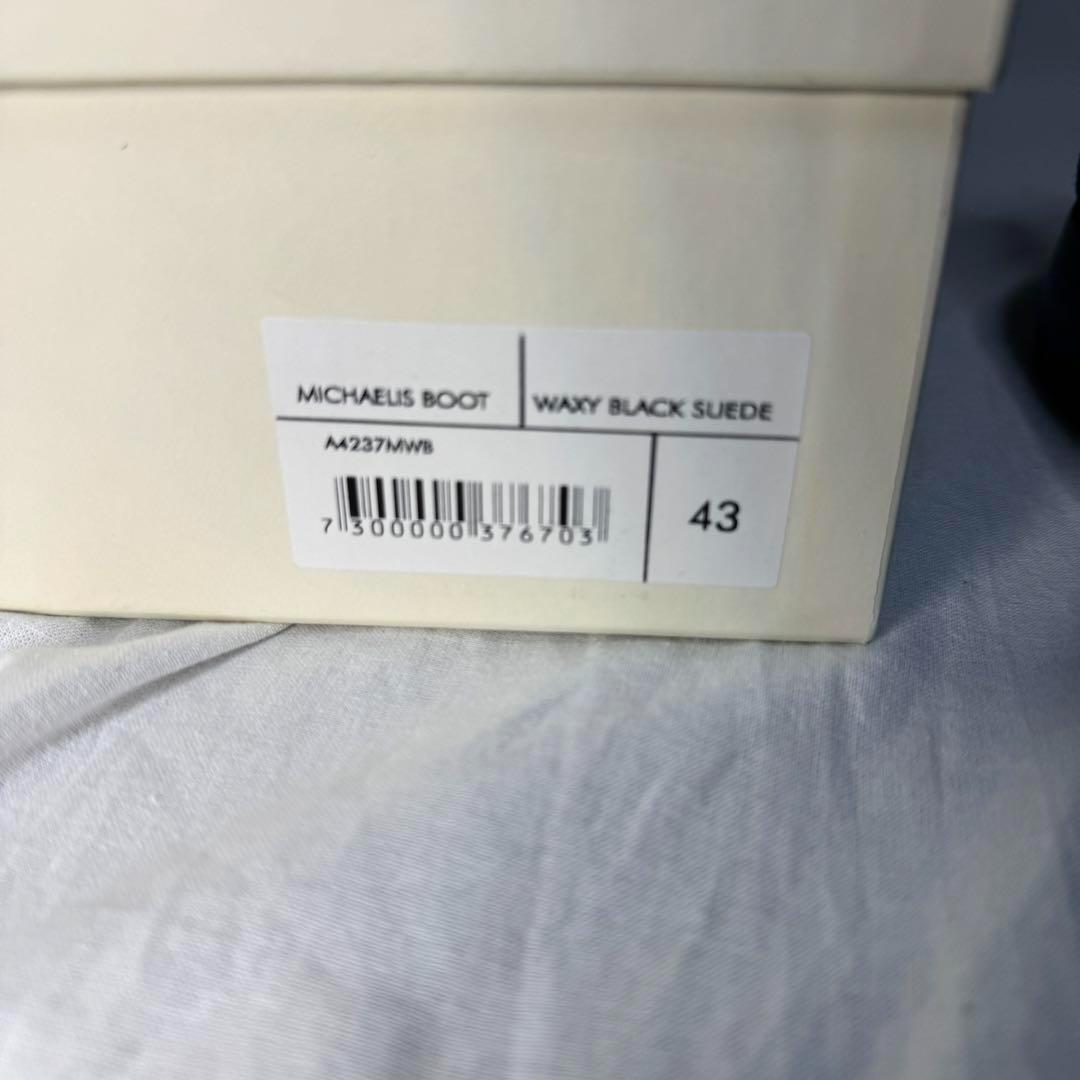 MICHAELIS BOOT
WAXY BLACK SUEDE
A4237MWB
7 300000 376703
43